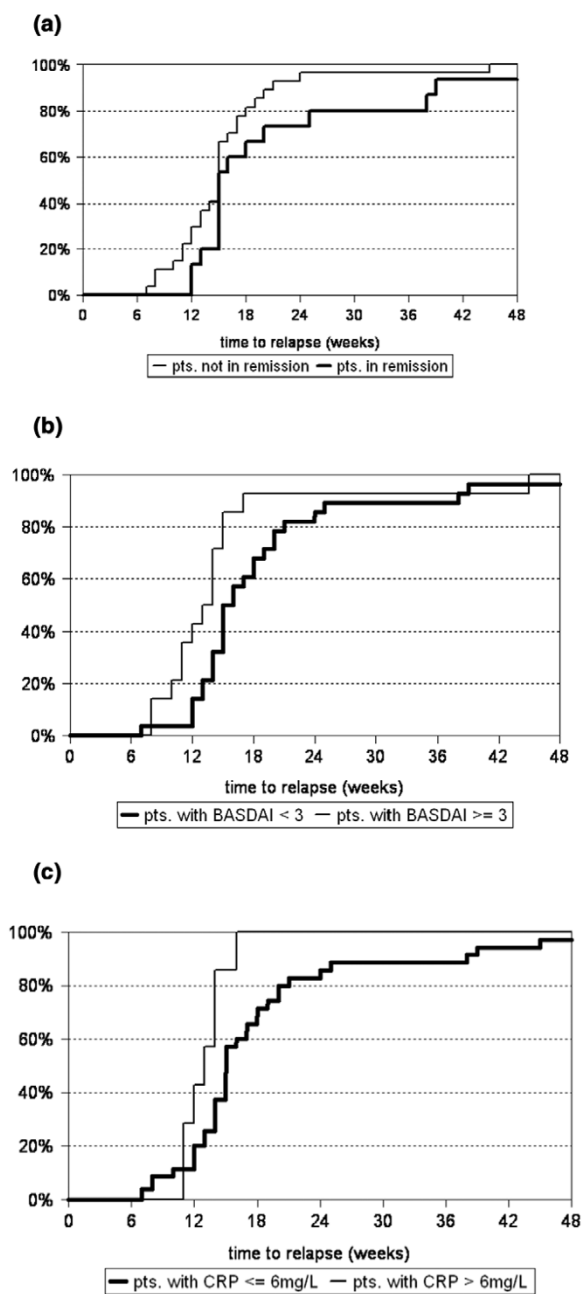 (a)
100%
80%
60%
40%
20%
0%
0 6 12 18 24 30 36 42 48
time to relapse (weeks)
pts. not in remission pts. in remission
(b)
100%
80%
60%
40%
20%
0%
0 6 12 18 24 30 36 42 48
time to relapse (weeks)
pts. with BASDAI < 3 pts. with BASDAI >= 3
(c)
100%
80%
60%
40%
20%
0%
0 6 12 18 24 30 36 42 48
time to relapse (weeks)
pts. with CRP <= 6mg/L pts. with CRP > 6mg/L